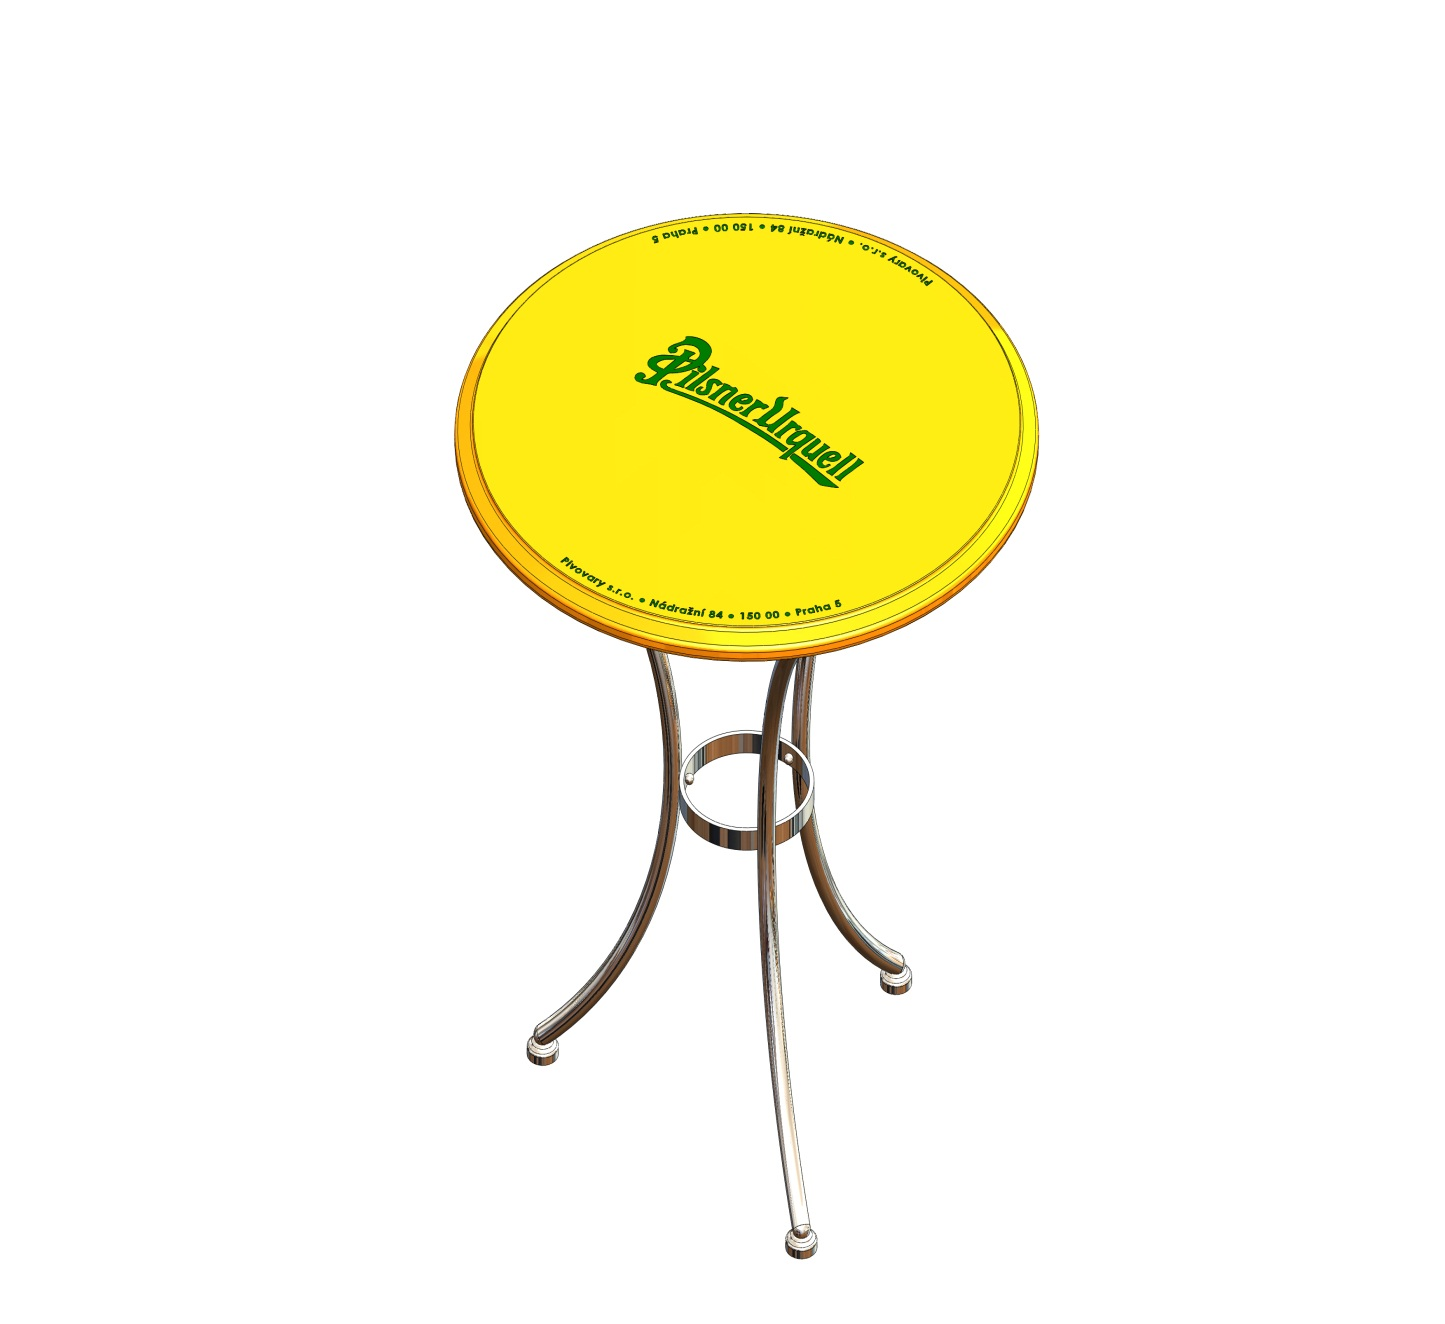 Pivovary s.r.o. • Nádražní 84 • 150 00 • Praha 5
Pilsner Urquell
Pivovary s.r.o. • Nádražní 84 • 150 00 • Praha 5